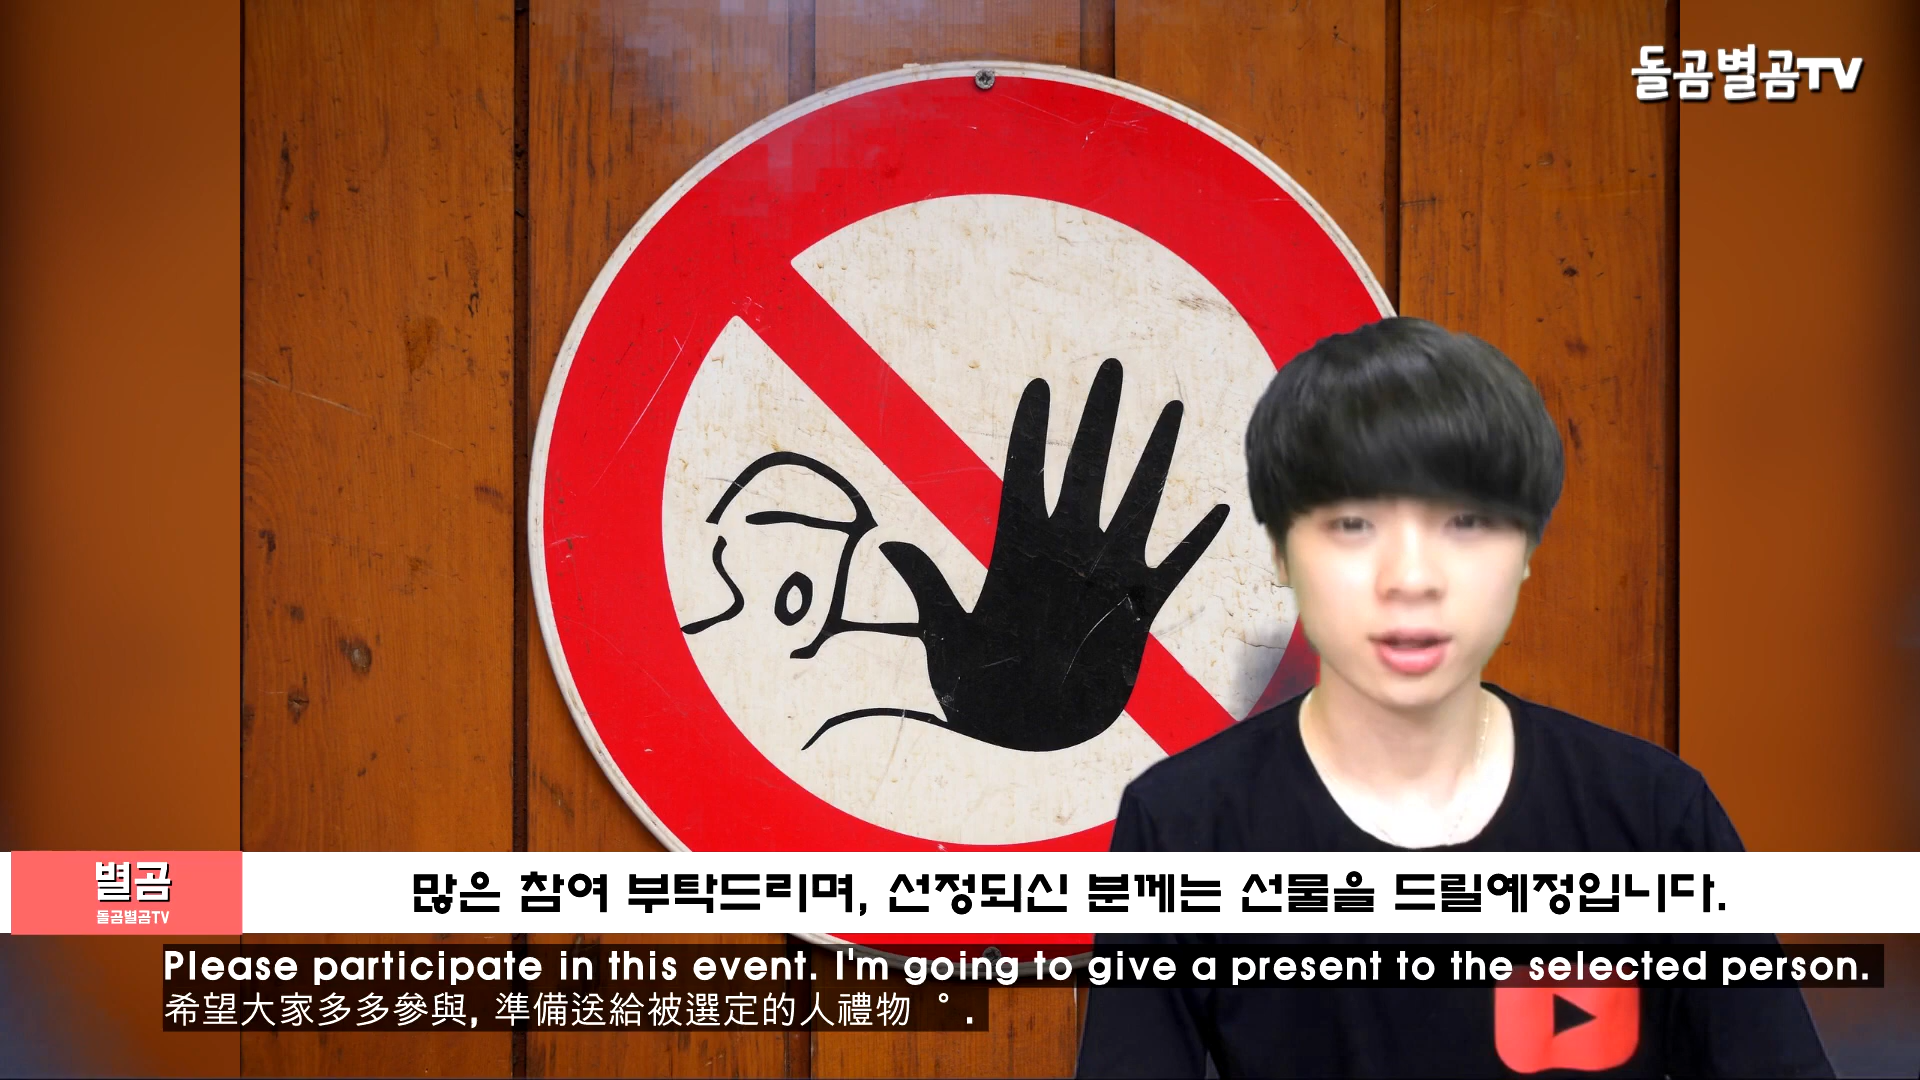 돌곰별곰TV
별곰
돌곰별곰TV
많은 참여 부탁드리며, 선정되신 분께는 선물을 드릴예정입니다.
Please participate in this event. I'm going to give a present to the selected person.
希望大家多多參與, 準備送給被選定的人禮物 ° .